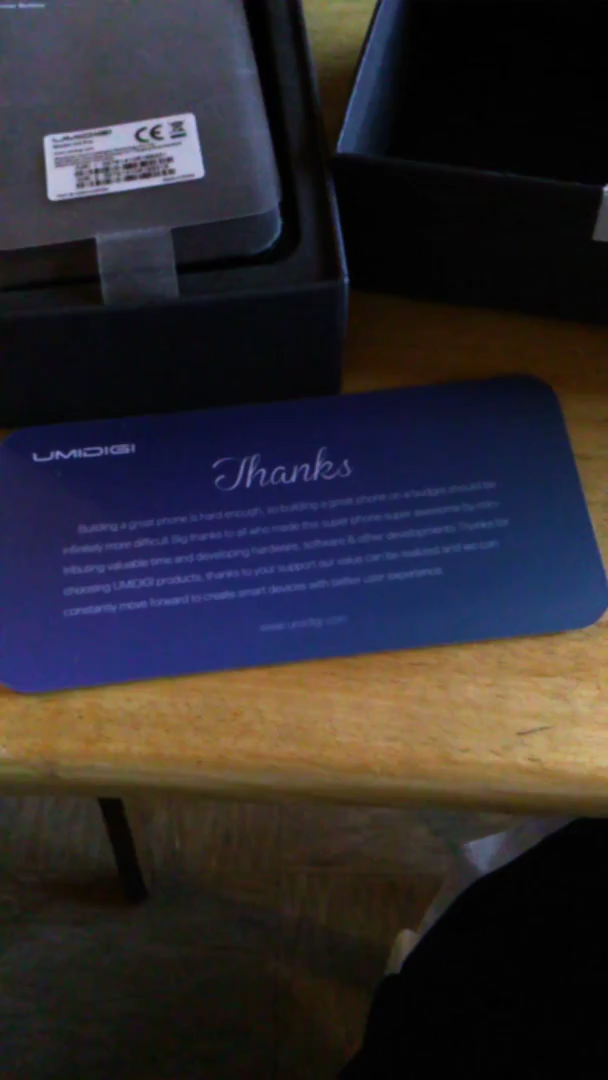 UMIDIGI
CE
UMIDIGI
Thanks
Building a great phone is hard enough, so building a great phone on a budget should be
infinitely more difficult. Big thanks to all who made this super phone super awesome by con-
tributing valuable time and developing hardware, software & other developments. Thanks for
choosing UMIDIGI products, thanks to your support our value can be realized and we can
constantly move forward to create smart devices with better user experience.
www.umidigi.com